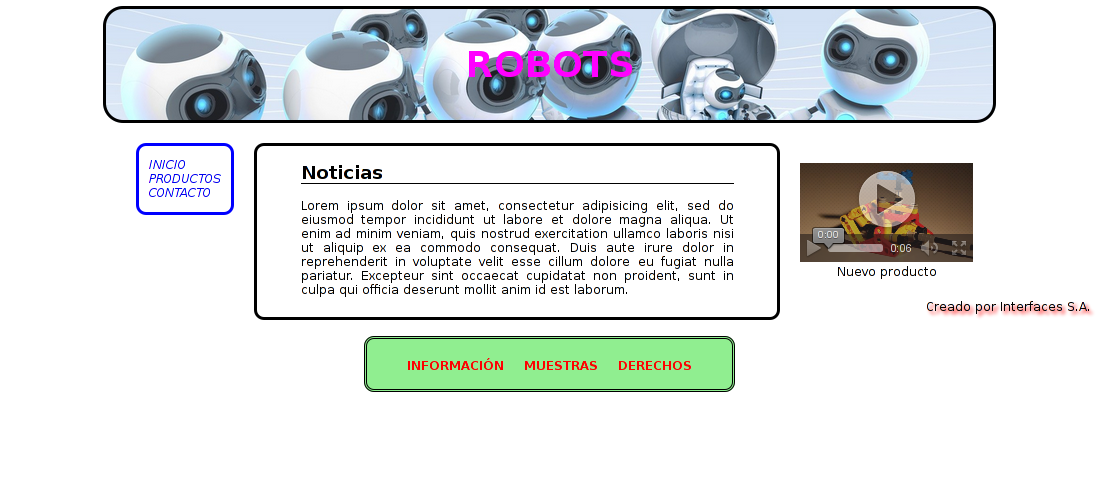 ROBOTS
INICIO
PRODUCTOS
CONTACTO
Noticias
Lorem ipsum dolor sit amet, consectetur adipisicing elit, sed do
eiusmod tempor incididunt ut labore et dolore magna aliqua. Ut
enim ad minim veniam, quis nostrud exercitation ullamco laboris nisi
ut aliquip ex ea commodo consequat. Duis aute irure dolor in
reprehenderit in voluptate velit esse cillum dolore eu fugiat nulla
pariatur. Excepteur sint occaecat cupidatat non proident, sunt in
culpa qui officia deserunt mollit anim id est laborum.
0:00
0:06
Nuevo producto
Creado por Interfaces S.A.
INFORMACIÓN MUESTRAS DERECHOS